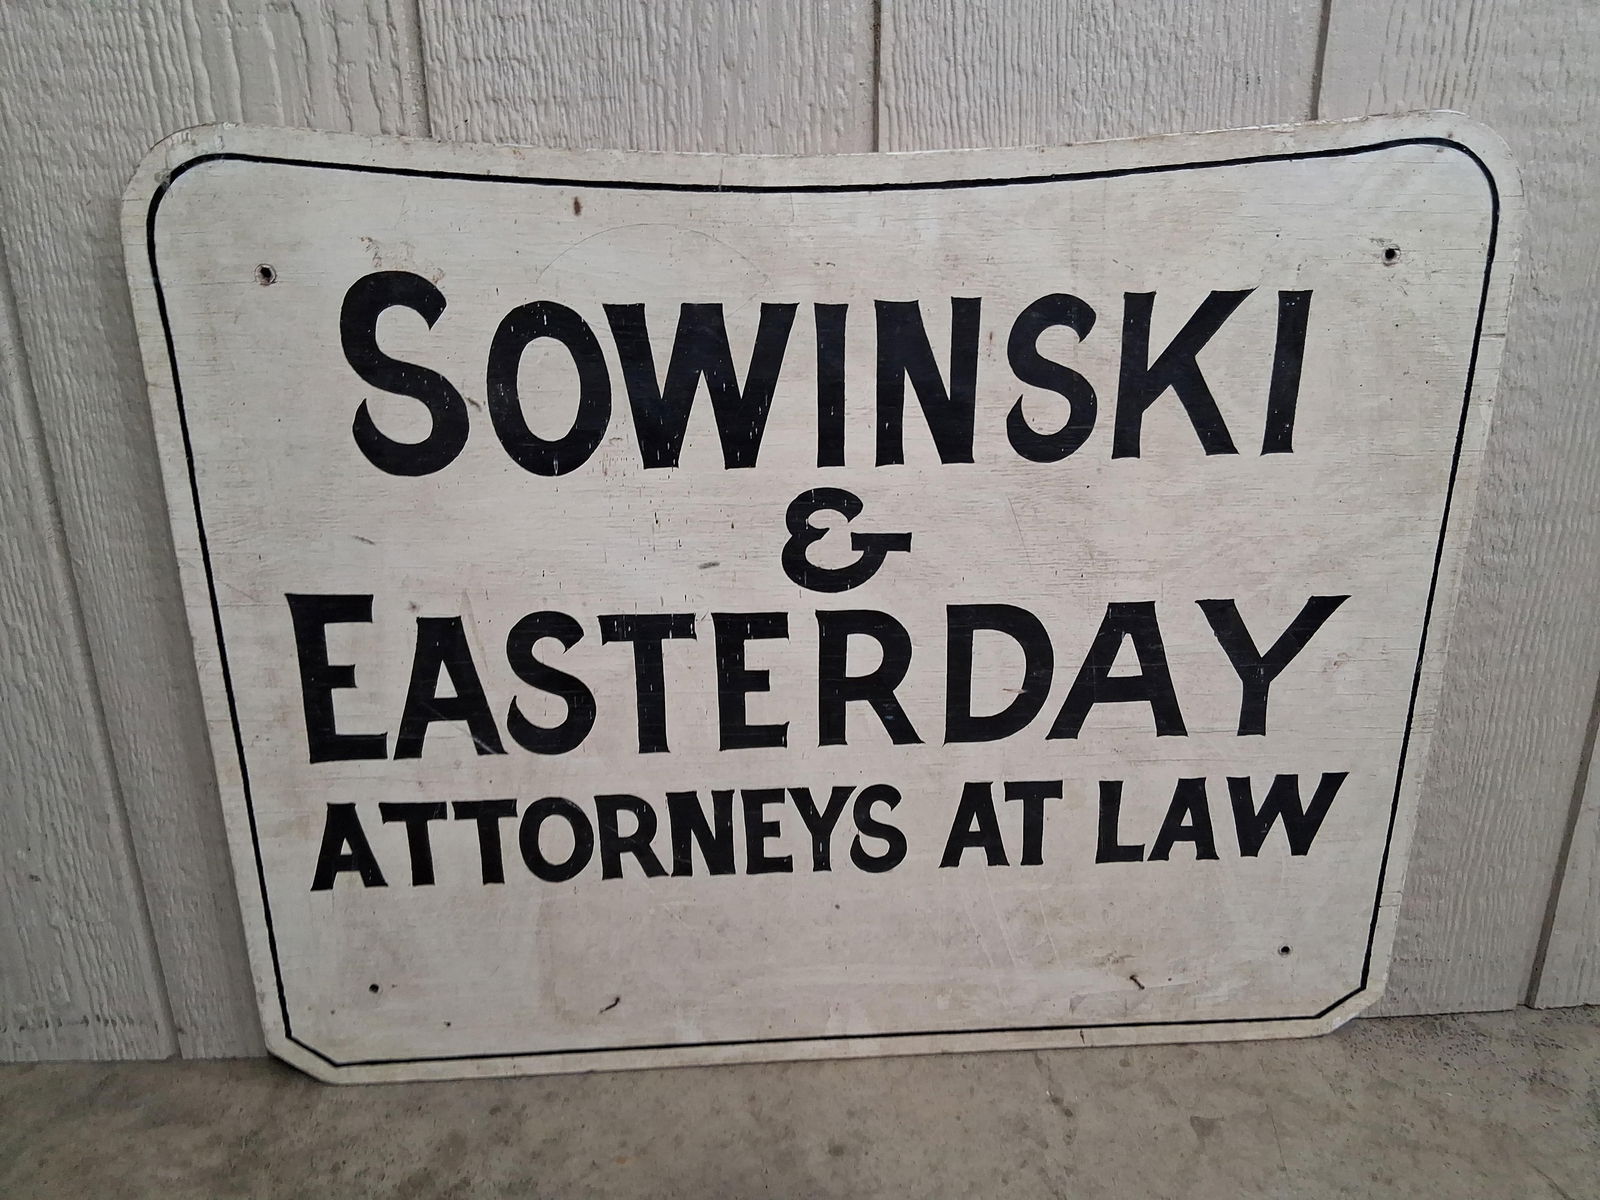 SOWINSKI
&
EASTERDAY
ATTORNEYS AT LAW